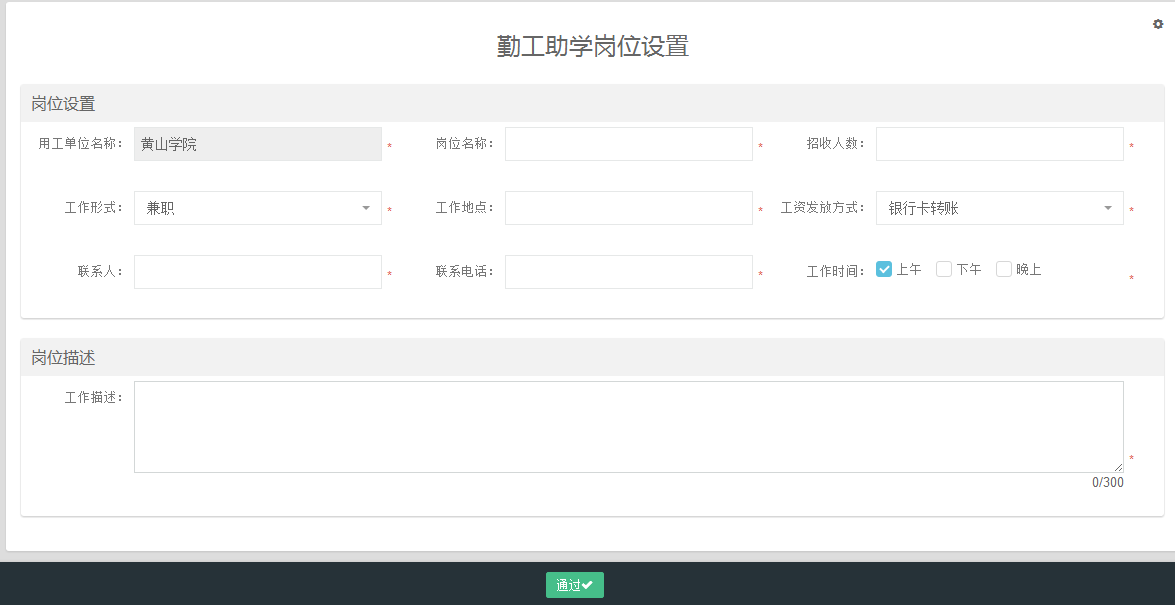 勤工助学岗位设置
岗位设置
用工单位名称： 黄山学院 * 岗位名称： * 招收人数： *
工作形式： 兼职 * 工作地点： * 工资发放方式： 银行卡转账 *
联系人： * 联系电话： * 工作时间： 上午 下午 晚上 *
岗位描述
工作描述： *
0/300
通过